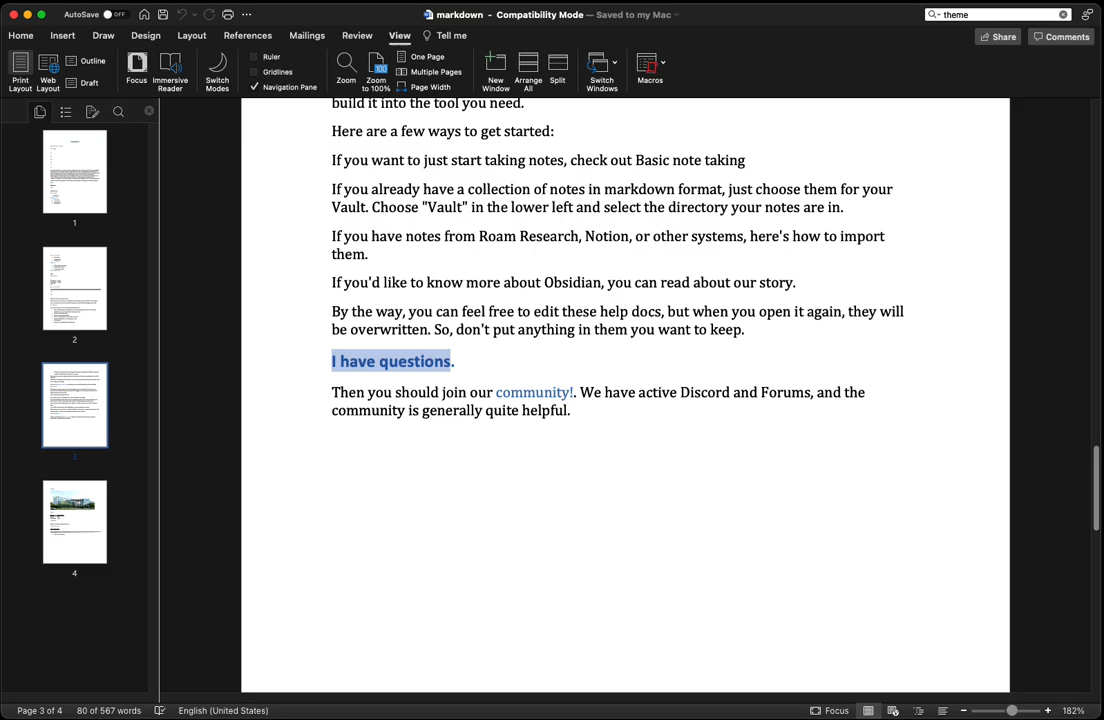 AutoSave OFF
markdown - Compatibility Mode — Saved to my Mac
theme
Home Insert Draw Design Layout References Mailings Review View Tell me
Share Comments
Print Layout
Web Layout
Outline
Draft
Focus
Immersive Reader
Switch Modes
Ruler
Gridlines
Navigation Pane
Zoom
100
Zoom to 100%
One Page
Multiple Pages
Page Width
New Window
Arrange All
Split
Switch Windows
Macros
1
2
3
4
build it into the tool you need.
Here are a few ways to get started:
If you want to just start taking notes, check out Basic note taking
If you already have a collection of notes in markdown format, just choose them for your
Vault. Choose "Vault" in the lower left and select the directory your notes are in.
If you have notes from Roam Research, Notion, or other systems, here's how to import
them.
If you'd like to know more about Obsidian, you can read about our story.
By the way, you can feel free to edit these help docs, but when you open it again, they will
be overwritten. So, don't put anything in them you want to keep.
I have questions.
Then you should join our community!. We have active Discord and Forums, and the
community is generally quite helpful.
Page 3 of 4 80 of 567 words English (United States) Focus 182%